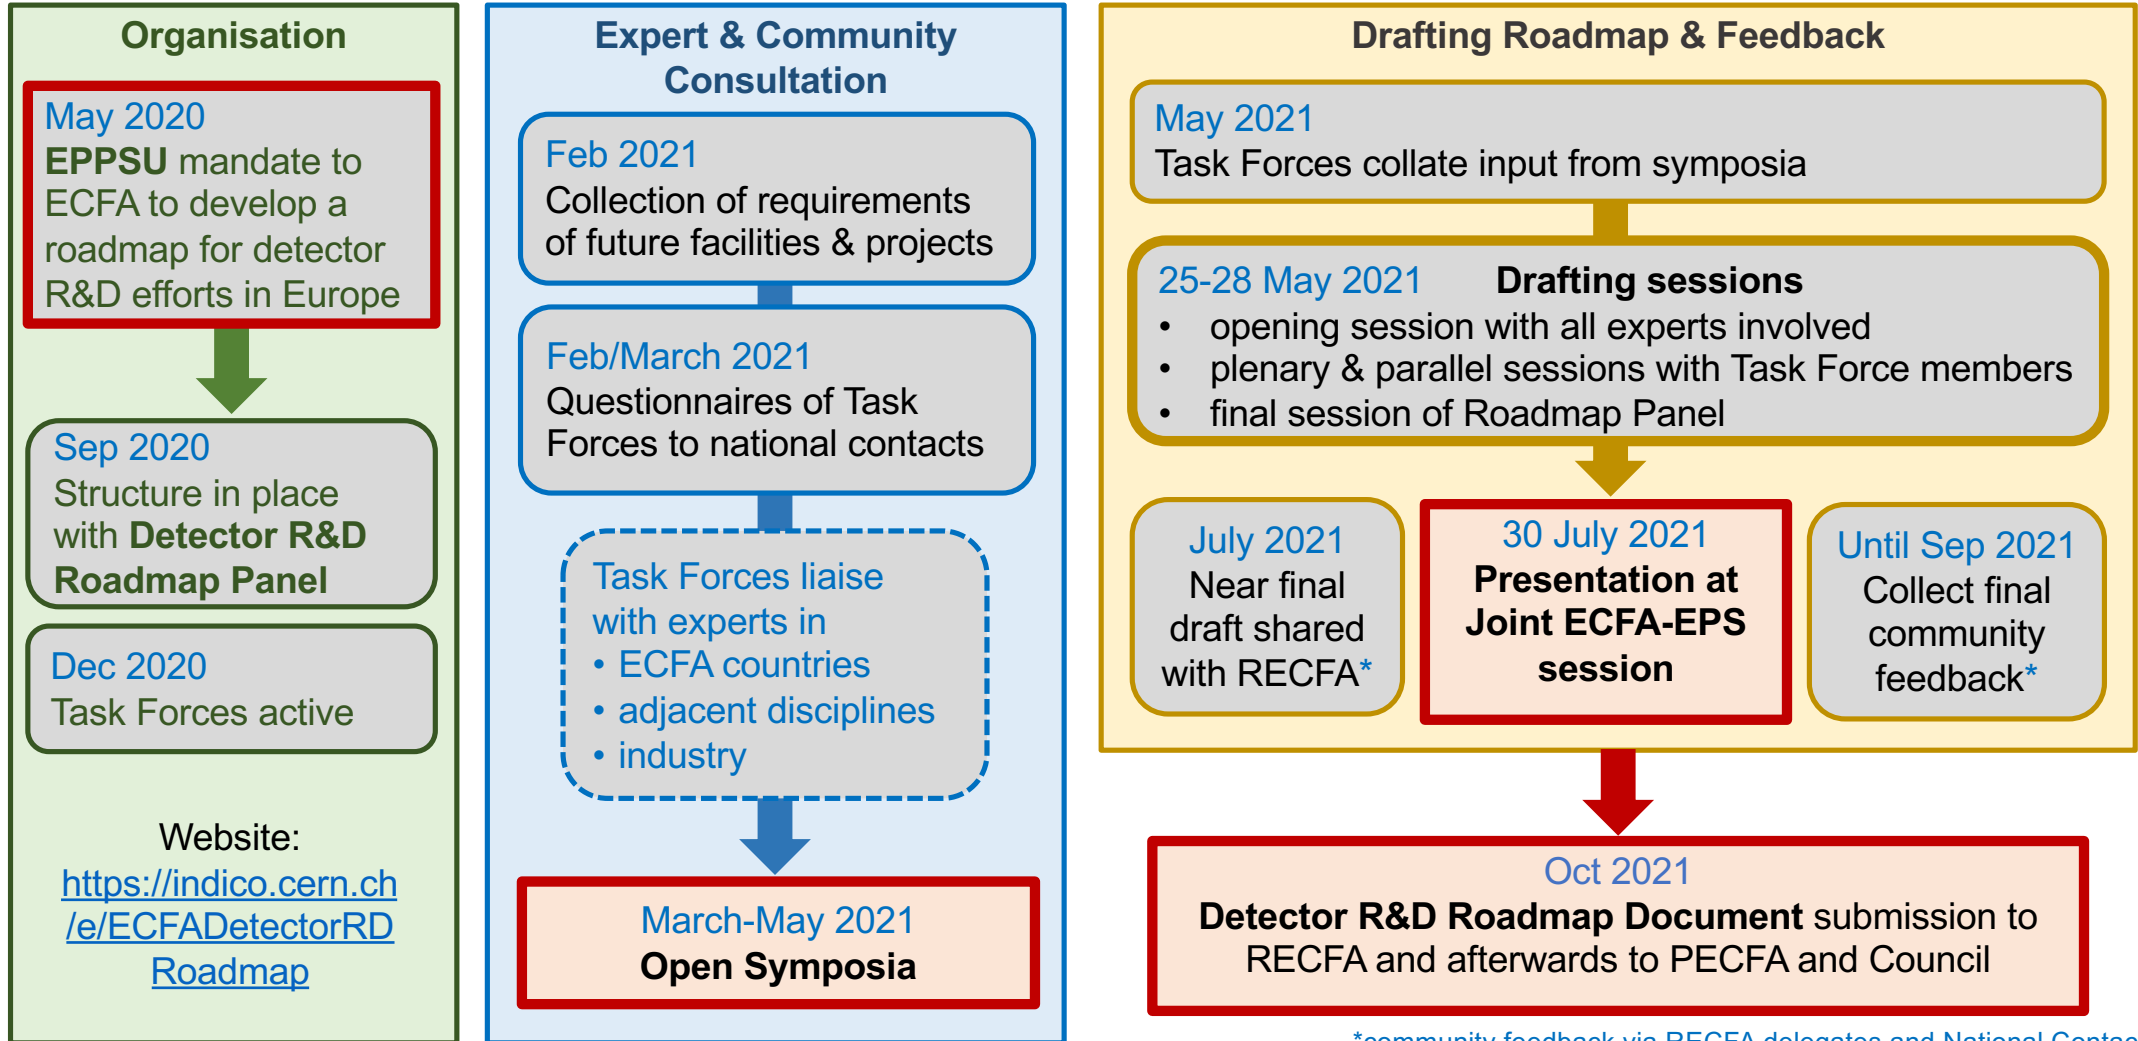 Organisation
May 2020
EPPSU mandate to
ECFA to develop a
roadmap for detector
R&D efforts in Europe
Sep 2020
Structure in place
with Detector R&D
Roadmap Panel
Dec 2020
Task Forces active
Website:
https://indico.cern.ch
/e/ECFADetectorRD
Roadmap
Expert & Community
Consultation
Feb 2021
Collection of requirements
of future facilities & projects
Feb/March 2021
Questionnaires of Task
Forces to national contacts
Task Forces liaise
with experts in
• ECFA countries
• adjacent disciplines
• industry
March-May 2021
Open Symposia
Drafting Roadmap & Feedback
May 2021
Task Forces collate input from symposia
25-28 May 2021 Drafting sessions
• opening session with all experts involved
• plenary & parallel sessions with Task Force members
• final session of Roadmap Panel
July 2021
Near final
draft shared
with RECFA*
30 July 2021
Presentation at
Joint ECFA-EPS
session
Until Sep 2021
Collect final
community
feedback*
Oct 2021
Detector R&D Roadmap Document submission to
RECFA and afterwards to PECFA and Council
*community feedback via RECFA delegates and National